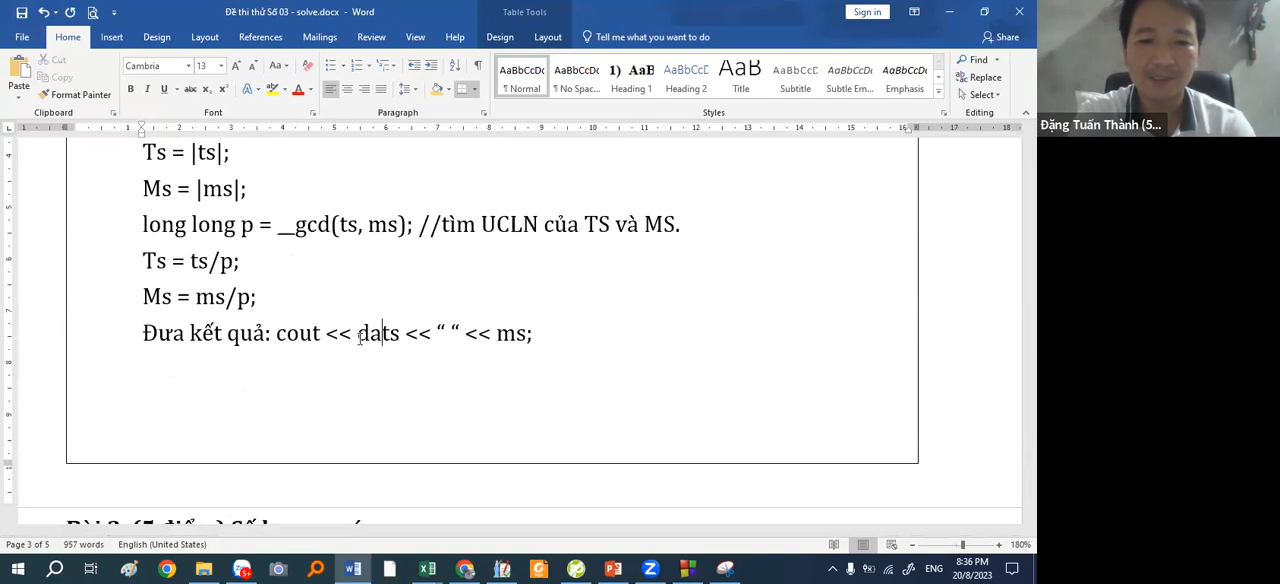 Đề thi thử Số 03 - solve.docx - Word
Table Tools
Sign in
File Home Insert Design Layout References Mailings Review View Help Design Layout Tell me what you want to do Share
Paste
Cut
Copy
Format Painter
Clipboard
Cambria 13
Font
Paragraph
AaBbCcDc AaBbCcDc 1) AaB AaBbCcD AaB AaBbCcD AaBbCcDc AaBbCcDc
¶ Normal ¶ No Spac... Heading 1 Heading 2 Title Subtitle Subtle Em... Emphasis
Styles
Find
Replace
Select
Editing
Đặng Tuấn Thành (5...
Ts = |ts|;
Ms = |ms|;
long long p = __gcd(ts, ms); //tìm UCLN của TS và MS.
Ts = ts/p;
Ms = ms/p;
Đưa kết quả: cout << dats << “ “ << ms;
Page 3 of 5 957 words English (United States) 180%
ENG
8:36 PM
20/8/2023